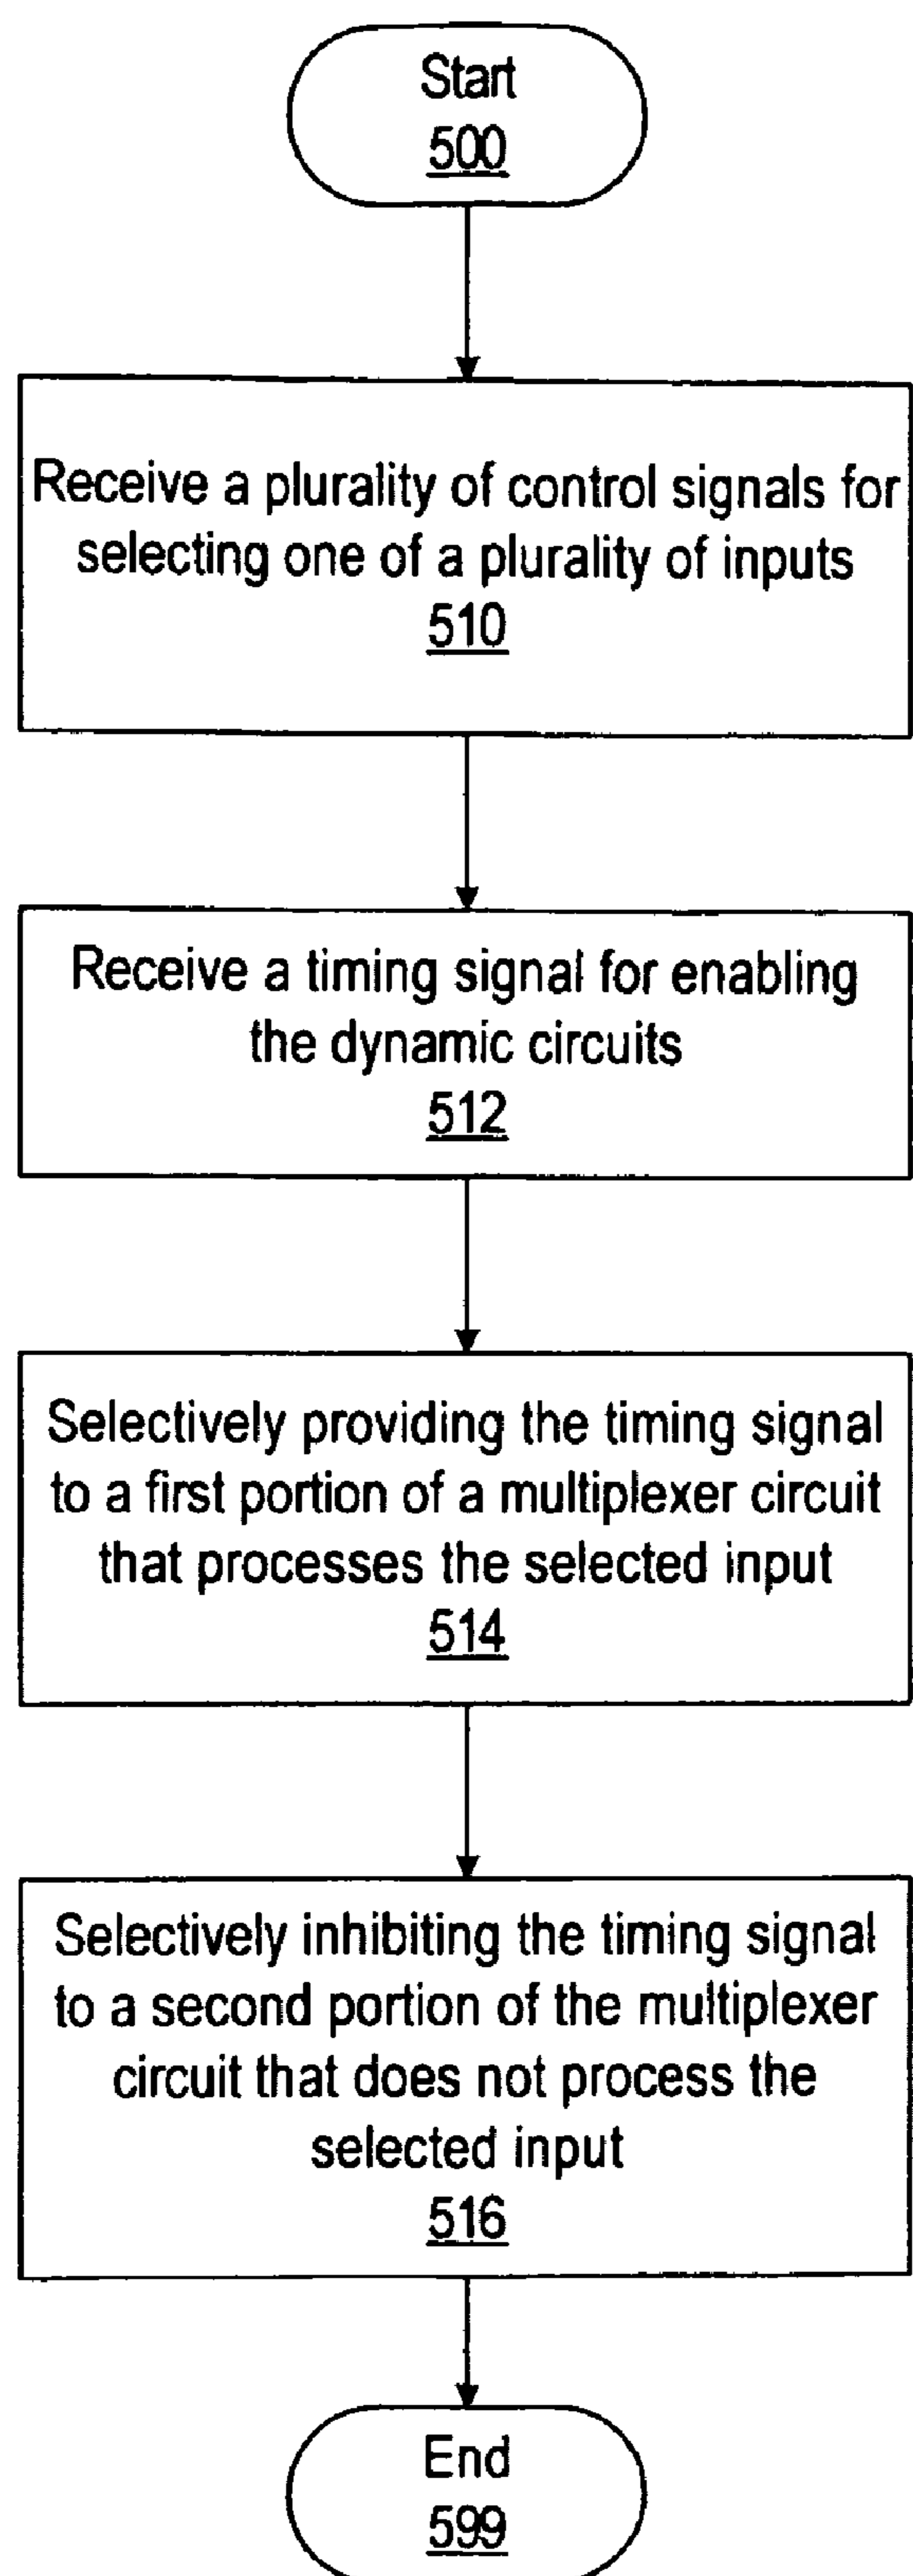 Start
500
Receive a plurality of control signals for
selecting one of a plurality of inputs
510
Receive a timing signal for enabling
the dynamic circuits
512
Selectively providing the timing signal
to a first portion of a multiplexer circuit
that processes the selected input
514
Selectively inhibiting the timing signal
to a second portion of the multiplexer
circuit that does not process the
selected input
516
End
599